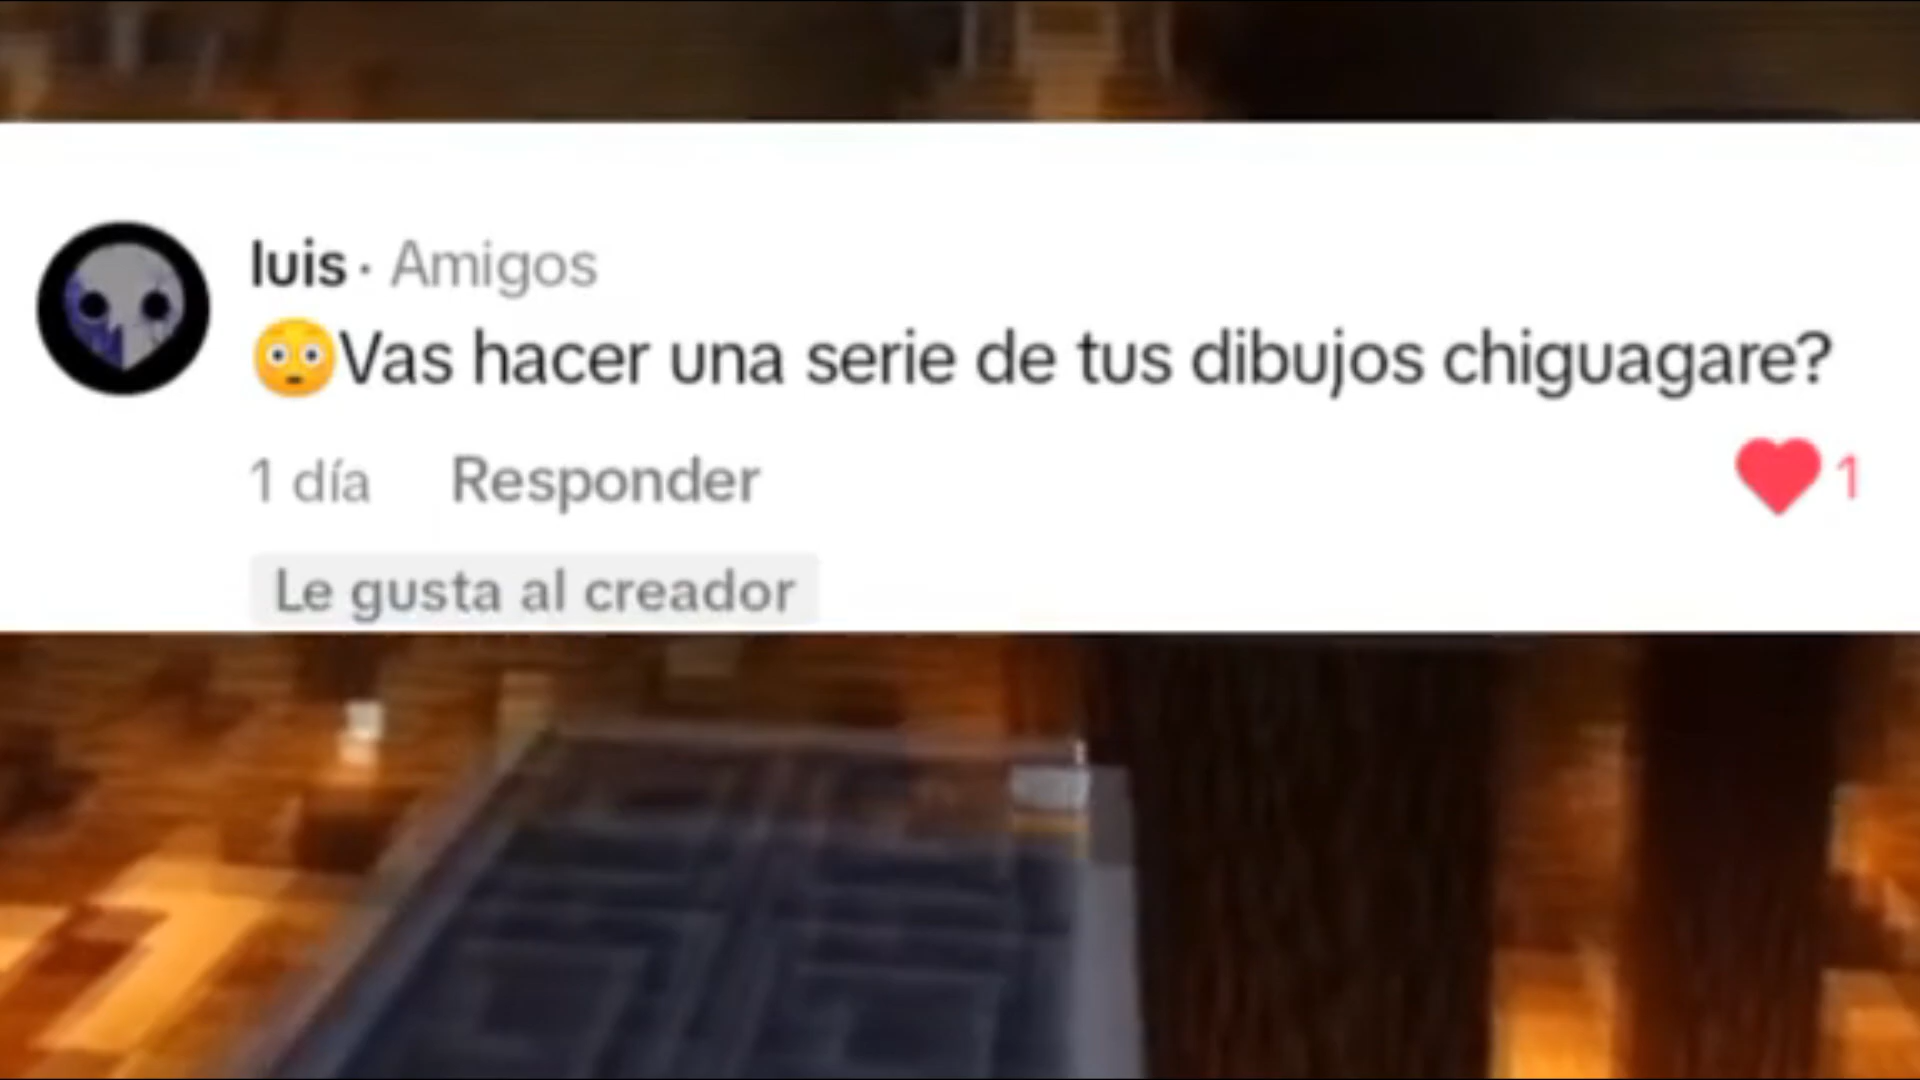 luis · Amigos
😳Vas hacer una serie de tus dibujos chiguagare?
1 día Responder 1
Le gusta al creador